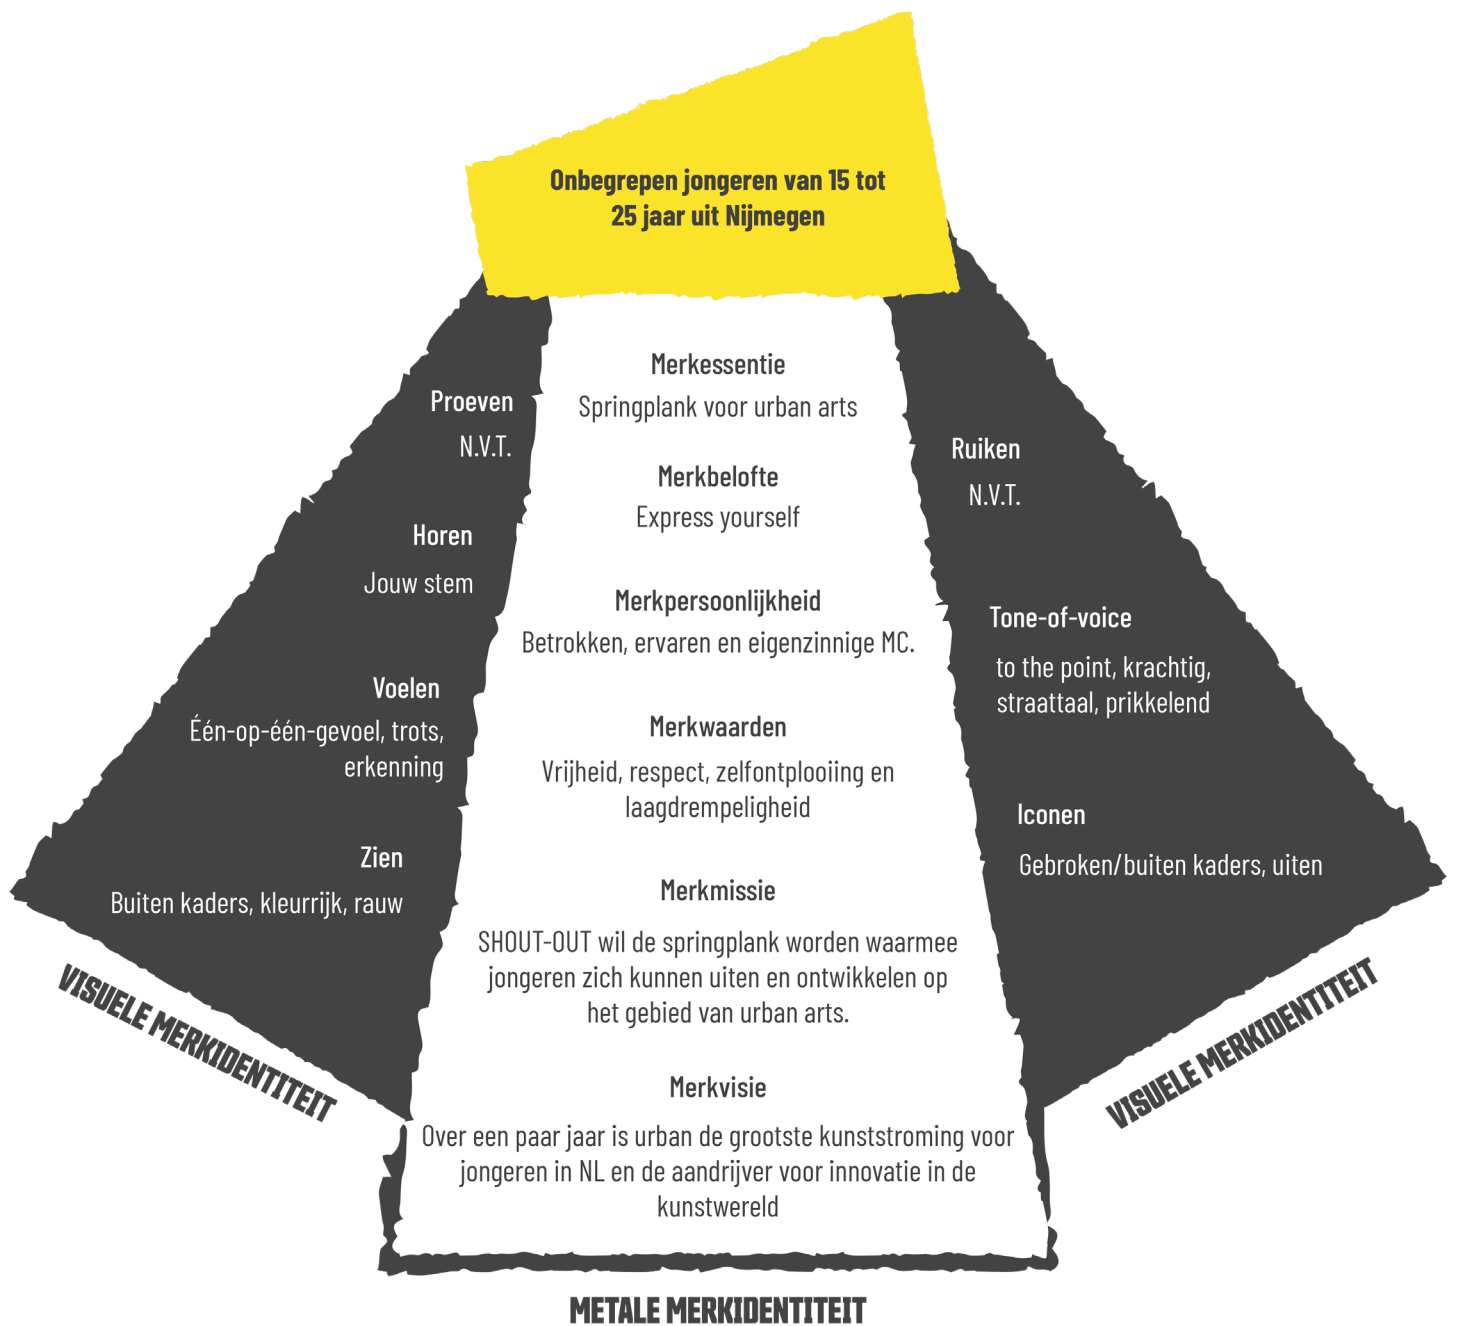 Onbegrepen jongeren van 15 tot
25 jaar uit Nijmegen
Proeven
N.V.T.
Horen
Jouw stem
Voelen
Één-op-één-gevoel, trots,
erkenning
Zien
Buiten kaders, kleurrijk, rauw
VISUELE MERKIDENTITEIT
Merkessentie
Springplank voor urban arts
Merkbelofte
Express yourself
Merkpersoonlijkheid
Betrokken, ervaren en eigenzinnige MC.
Merkwaarden
Vrijheid, respect, zelfontplooiing en
laagdrempeligheid
Merkmissie
SHOUT-OUT wil de springplank worden waarmee
jongeren zich kunnen uiten en ontwikkelen op
het gebied van urban arts.
Merkvisie
Over een paar jaar is urban de grootste kunststroming voor
jongeren in NL en de aandrijver voor innovatie in de
kunstwereld
METALE MERKIDENTITEIT
Ruiken
N.V.T.
Tone-of-voice
to the point, krachtig,
straattaal, prikkelend
Iconen
Gebroken/buiten kaders, uiten
VISUELE MERKIDENTITEIT